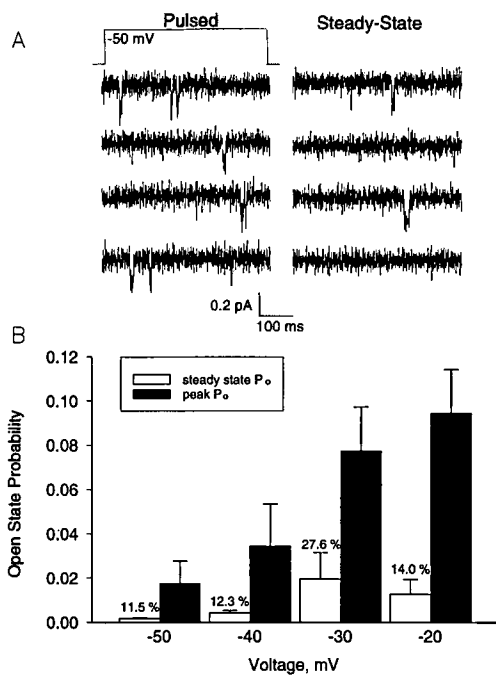 A
Pulsed
Steady-State
-50 mV
0.2 pA
100 ms
B
steady state Po
peak Po
Open State Probability
0.12
0.10
0.08
0.06
0.04
0.02
0.00
11.5 %
12.3 %
27.6 %
14.0 %
-50
-40
-30
-20
Voltage, mV